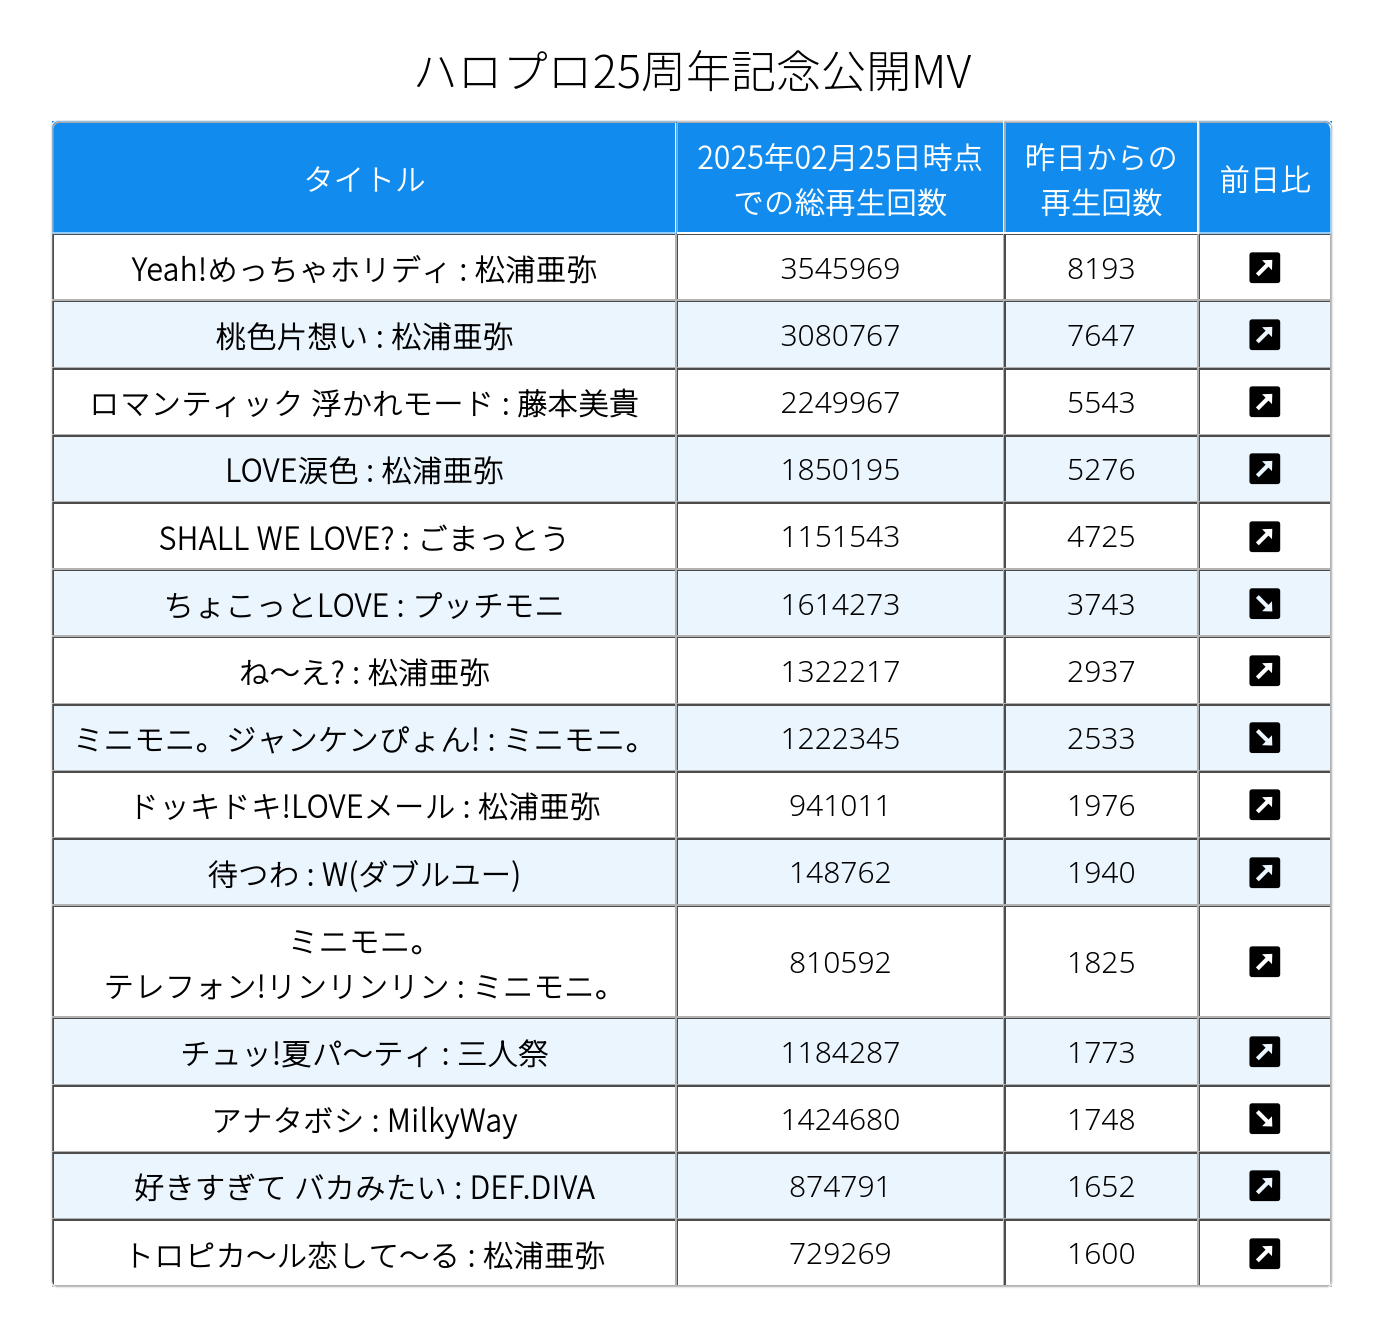 ハロプロ25周年記念公開MV
タイトル 2025年02月25日時点での総再生回数 昨日からの再生回数 前日比
Yeah!めっちゃホリディ : 松浦亜弥 3545969 8193 ↗
桃色片想い : 松浦亜弥 3080767 7647 ↗
ロマンティック 浮かれモード : 藤本美貴 2249967 5543 ↗
LOVE涙色 : 松浦亜弥 1850195 5276 ↗
SHALL WE LOVE? : ごまっとう 1151543 4725 ↗
ちょこっとLOVE : プッチモニ 1614273 3743 ↘
ね〜え? : 松浦亜弥 1322217 2937 ↗
ミニモニ。ジャンケンぴょん! : ミニモニ。 1222345 2533 ↘
ドッキドキ!LOVEメール : 松浦亜弥 941011 1976 ↗
待つわ : W(ダブルユー) 148762 1940 ↗
ミニモニ。
テレフォン!リンリンリン : ミニモニ。 810592 1825 ↗
チュッ!夏パ〜ティ : 三人祭 1184287 1773 ↗
アナタボシ : MilkyWay 1424680 1748 ↘
好きすぎて バカみたい : DEF.DIVA 874791 1652 ↗
トロピカ〜ル恋して〜る : 松浦亜弥 729269 1600 ↗